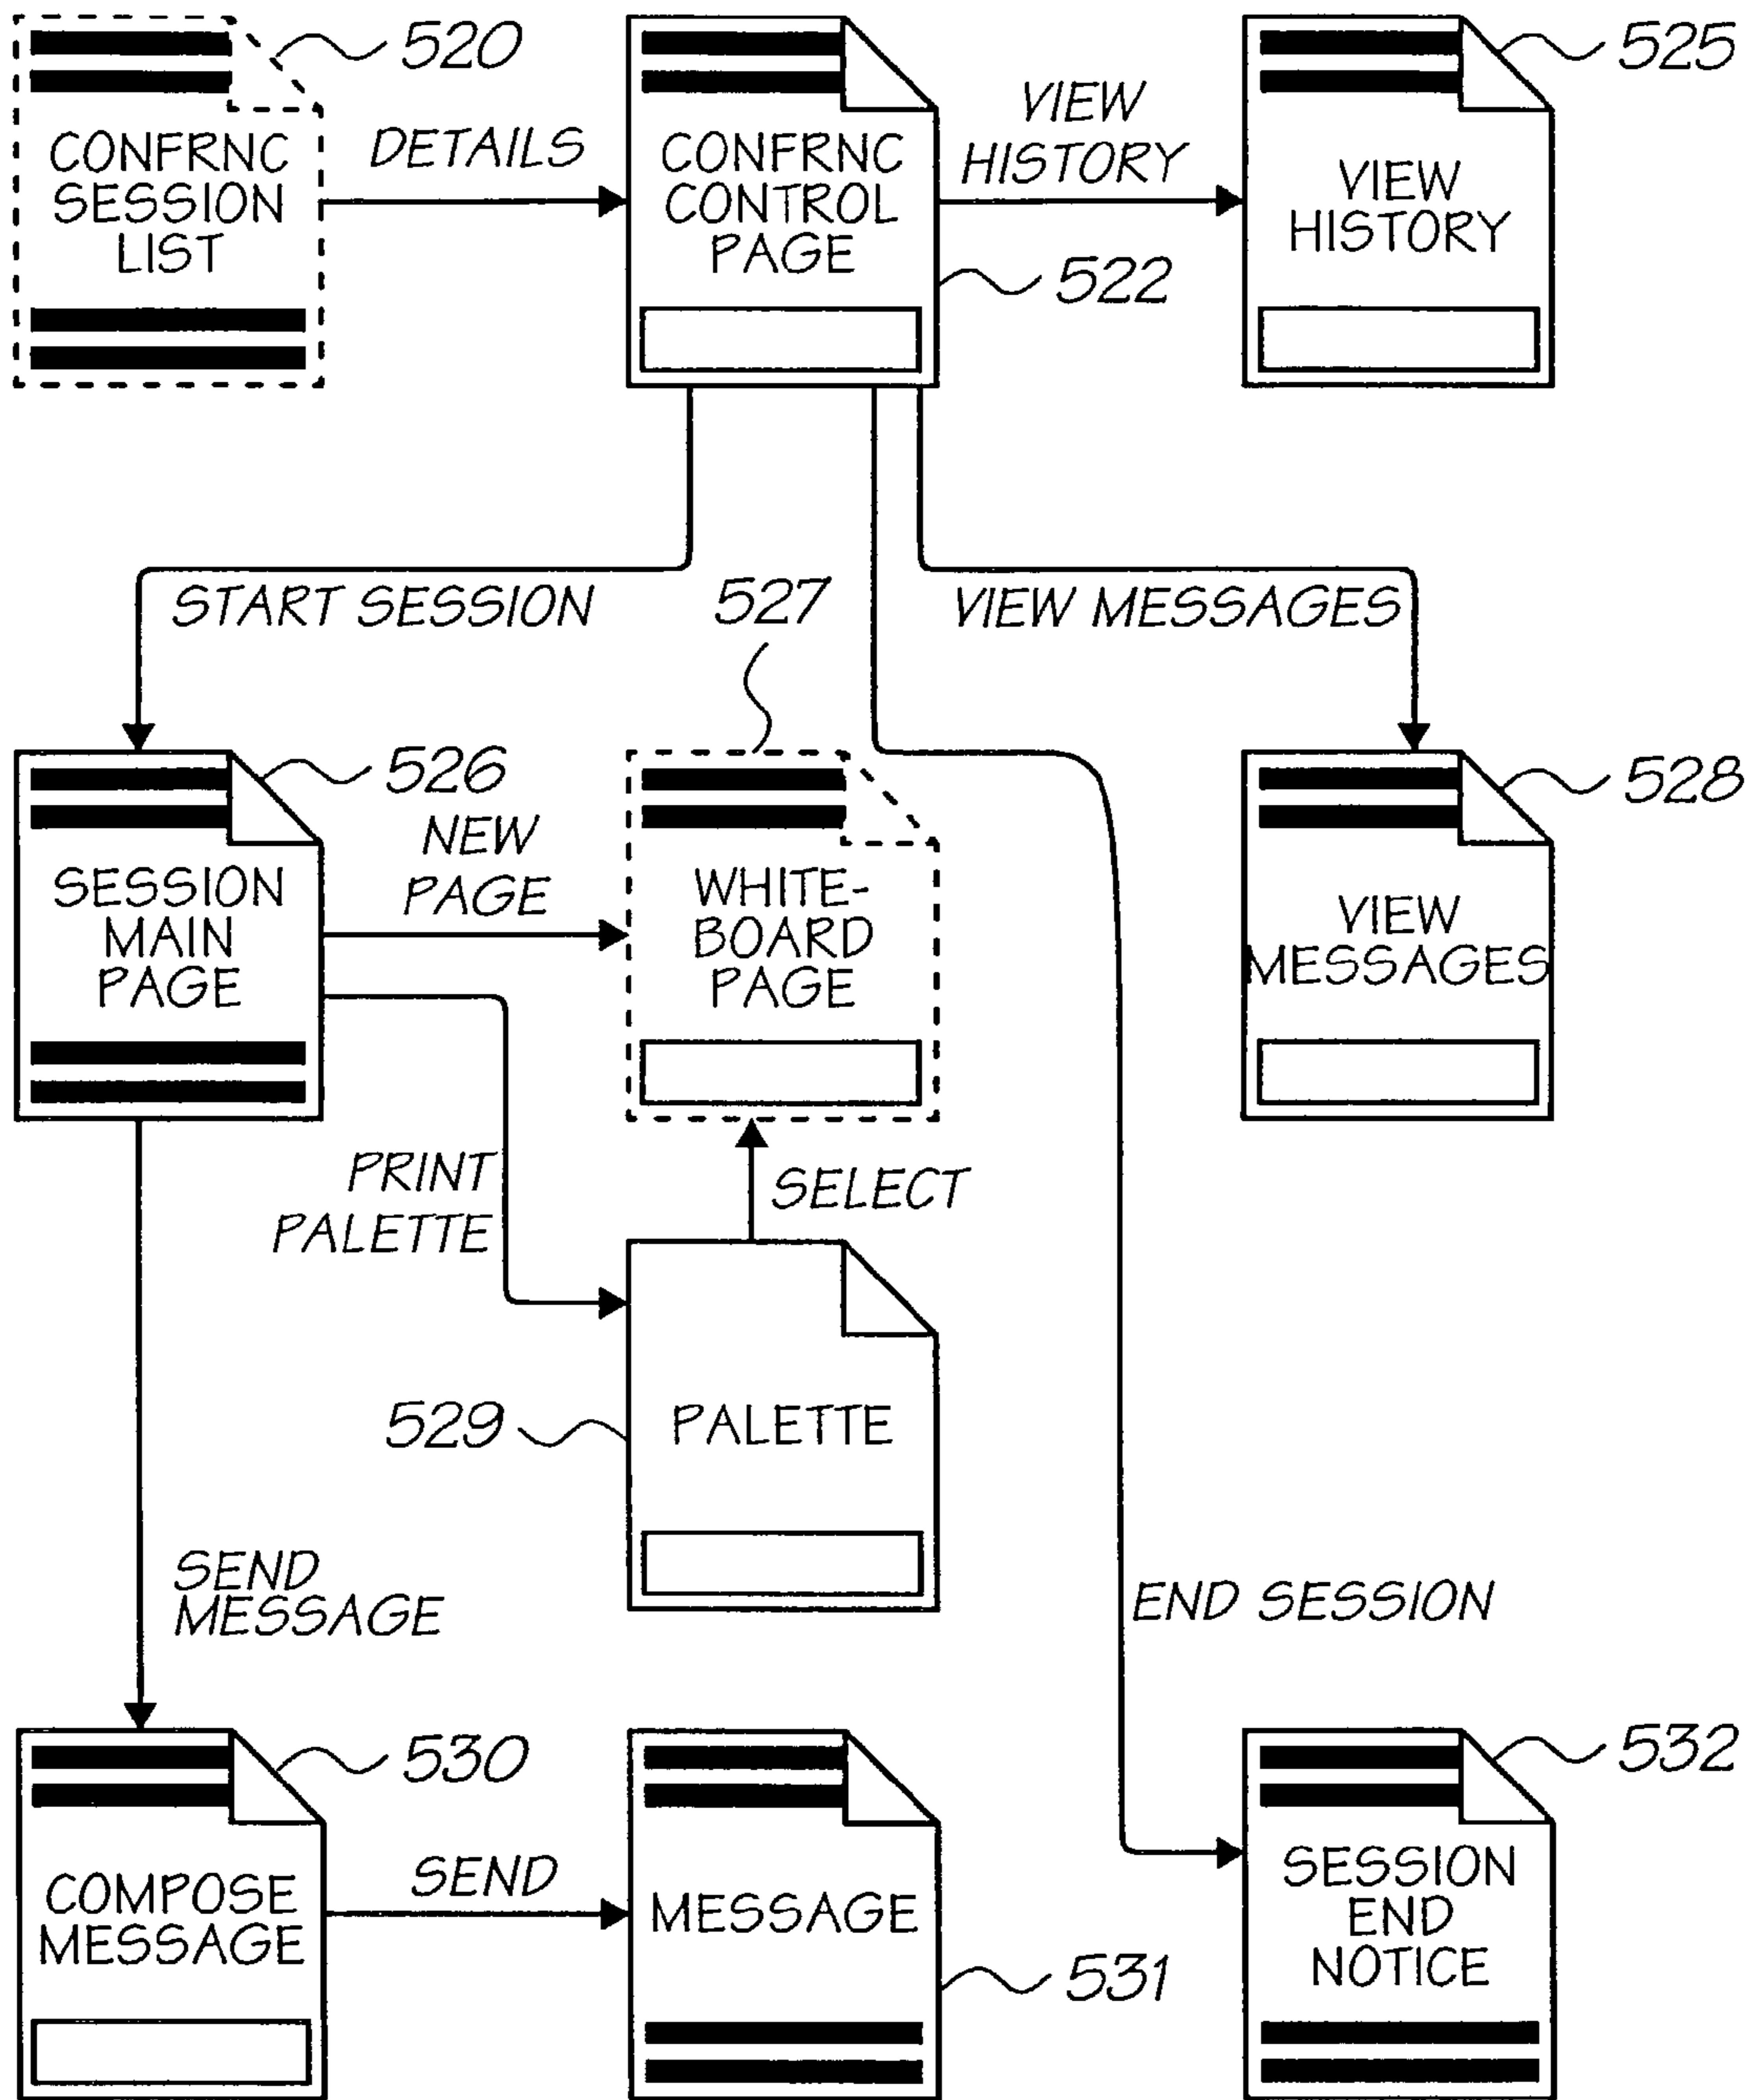 520
CONFRNC
SESSION
LIST
DETAILS
CONFRNC
CONTROL
PAGE
522
VIEW
HISTORY
525
VIEW
HISTORY
START SESSION
527
VIEW MESSAGES
526
SESSION
MAIN
PAGE
NEW
PAGE
WHITE-
BOARD
PAGE
528
VIEW
MESSAGES
PRINT
PALETTE
SELECT
529
PALETTE
SEND
MESSAGE
END SESSION
530
COMPOSE
MESSAGE
SEND
MESSAGE
531
532
SESSION
END
NOTICE